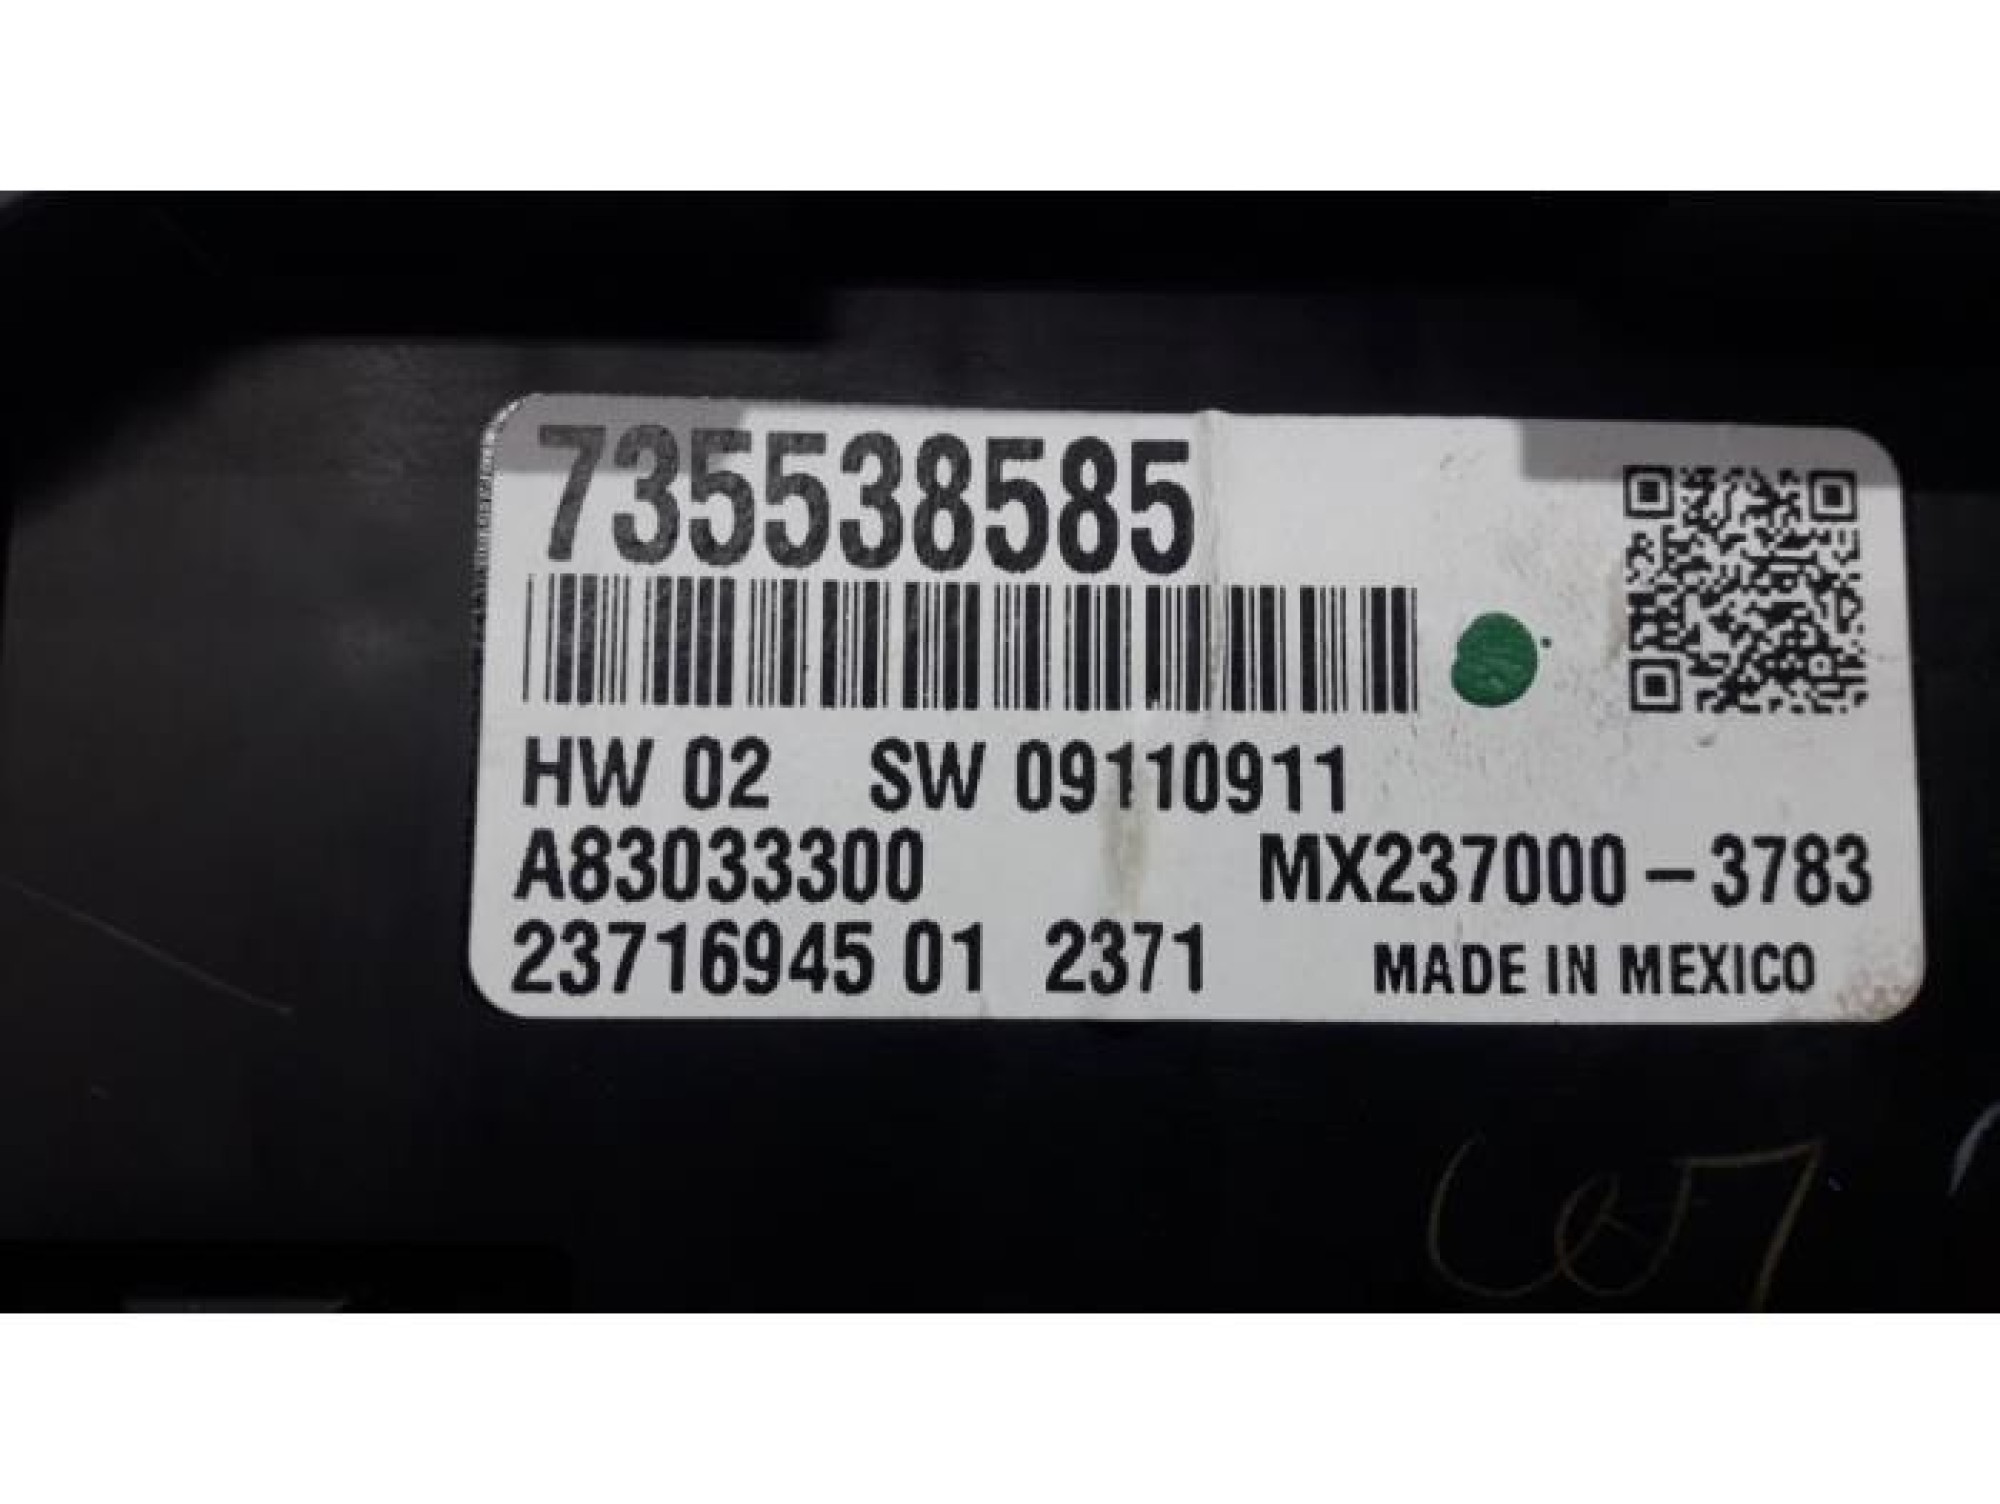 735538585
HW 02 SW 09110911
A83033300 MX237000-3783
23716945 01 2371 MADE IN MEXICO